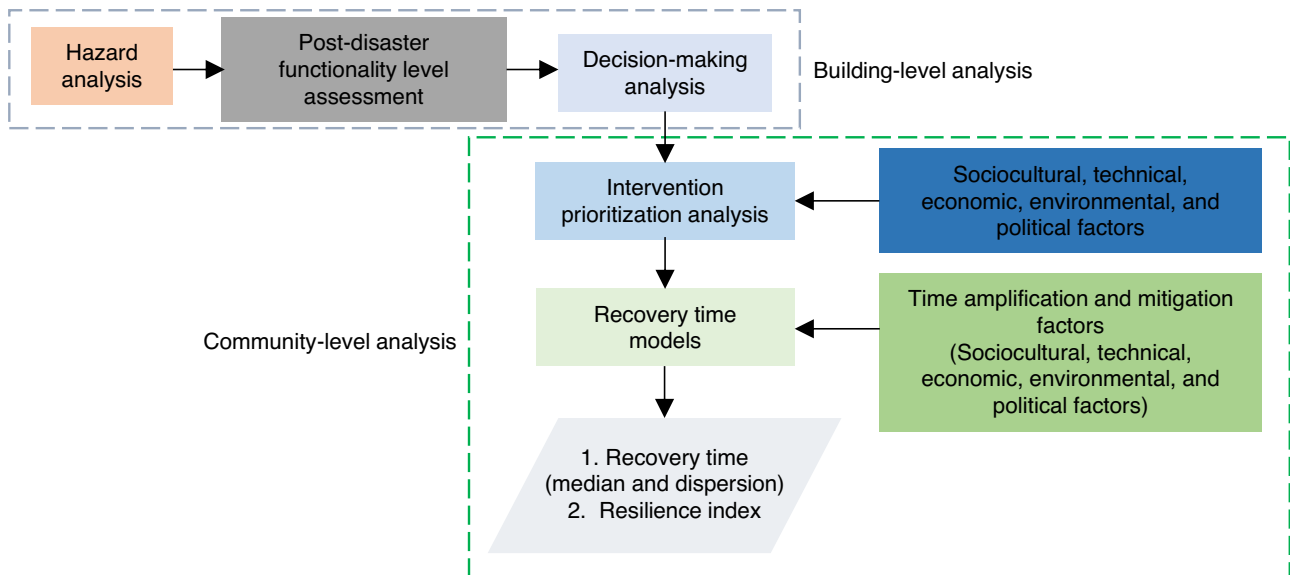 Hazard
analysis
Post-disaster
functionality level
assessment
Decision-making
analysis
Building-level analysis
Intervention
prioritization analysis
Sociocultural, technical,
economic, environmental, and
political factors
Recovery time
models
Time amplification and mitigation
factors
(Sociocultural, technical,
economic, environmental, and
political factors)
Community-level analysis
1. Recovery time
(median and dispersion)
2. Resilience index